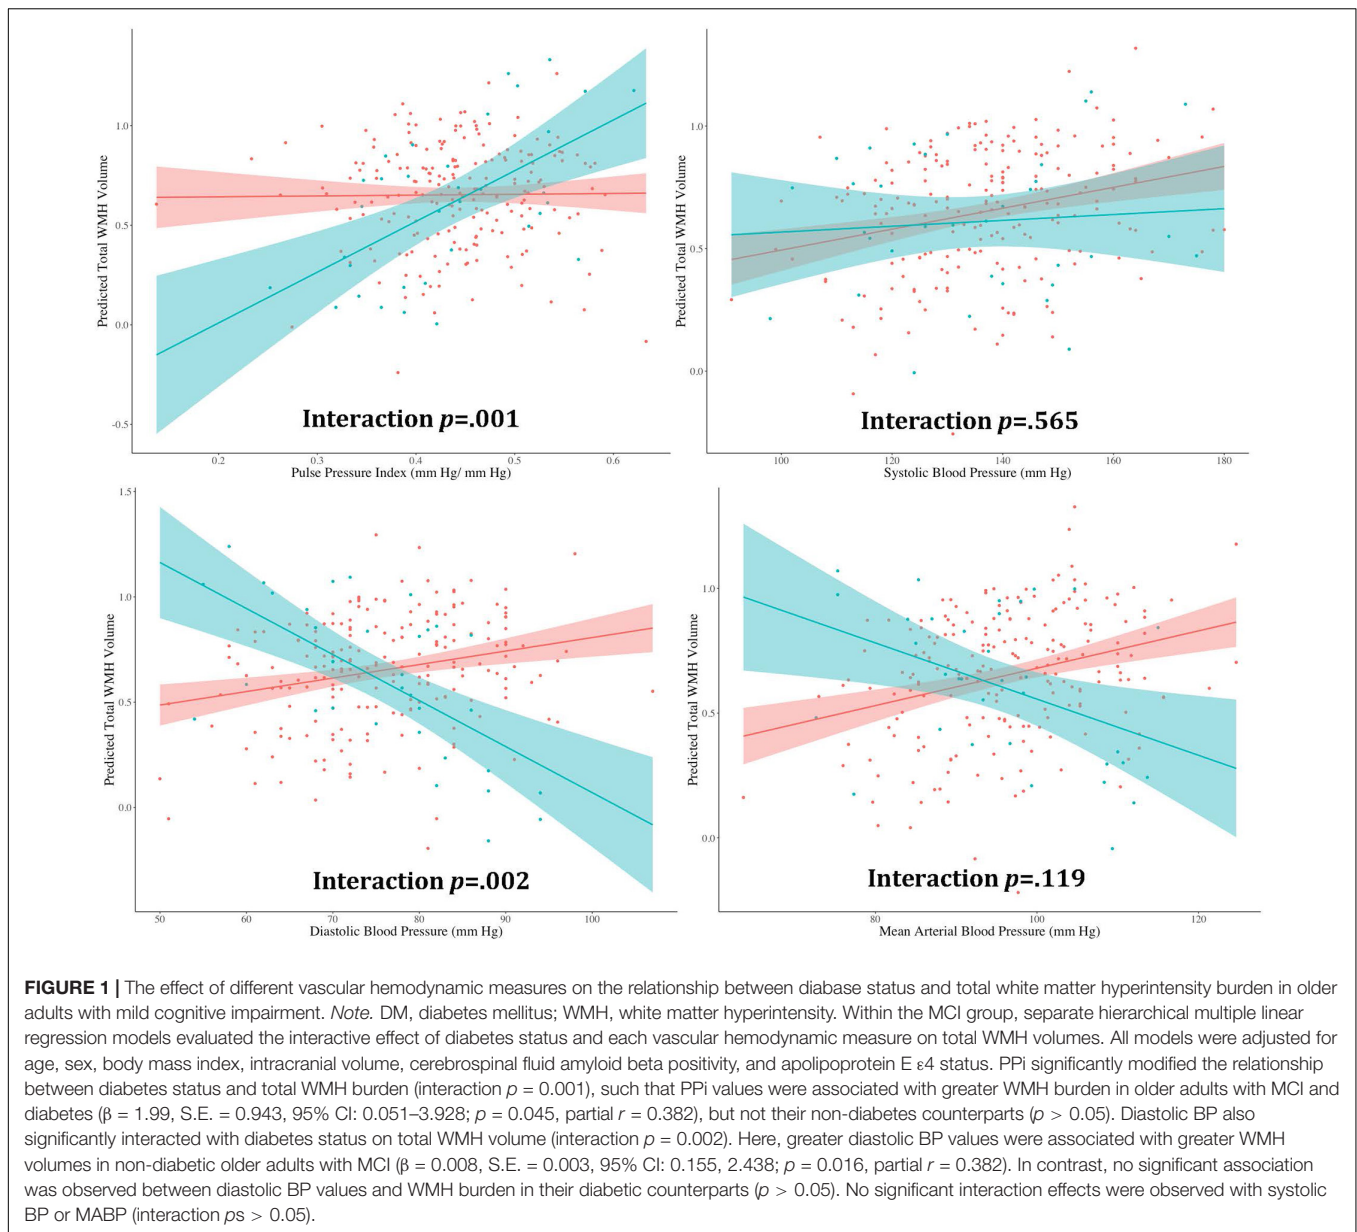 1.0
0.5
0.0
-0.5
Predicted Total WMH Volume
Interaction p=.001
0.2 0.3 0.4 0.5 0.6
Pulse Pressure Index (mm Hg/ mm Hg)
1.0
0.5
0.0
Predicted Total WMH Volume
Interaction p=.565
100 120 140 160 180
Systolic Blood Pressure (mm Hg)
1.5
1.0
0.5
0.0
Predicted Total WMH Volume
Interaction p=.002
50 60 70 80 90 100
Diastolic Blood Pressure (mm Hg)
1.0
0.5
0.0
Predicted Total WMH Volume
Interaction p=.119
80 100 120
Mean Arterial Blood Pressure (mm Hg)
FIGURE 1 | The effect of different vascular hemodynamic measures on the relationship between diabase status and total white matter hyperintensity burden in older
adults with mild cognitive impairment. Note. DM, diabetes mellitus; WMH, white matter hyperintensity. Within the MCI group, separate hierarchical multiple linear
regression models evaluated the interactive effect of diabetes status and each vascular hemodynamic measure on total WMH volumes. All models were adjusted for
age, sex, body mass index, intracranial volume, cerebrospinal fluid amyloid beta positivity, and apolipoprotein E ε4 status. PPi significantly modified the relationship
between diabetes status and total WMH burden (interaction p = 0.001), such that PPi values were associated with greater WMH burden in older adults with MCI and
diabetes (β = 1.99, S.E. = 0.943, 95% CI: 0.051–3.928; p = 0.045, partial r = 0.382), but not their non-diabetes counterparts (p > 0.05). Diastolic BP also
significantly interacted with diabetes status on total WMH volume (interaction p = 0.002). Here, greater diastolic BP values were associated with greater WMH
volumes in non-diabetic older adults with MCI (β = 0.008, S.E. = 0.003, 95% CI: 0.155, 2.438; p = 0.016, partial r = 0.382). In contrast, no significant association
was observed between diastolic BP values and WMH burden in their diabetic counterparts (p > 0.05). No significant interaction effects were observed with systolic
BP or MABP (interaction ps > 0.05).